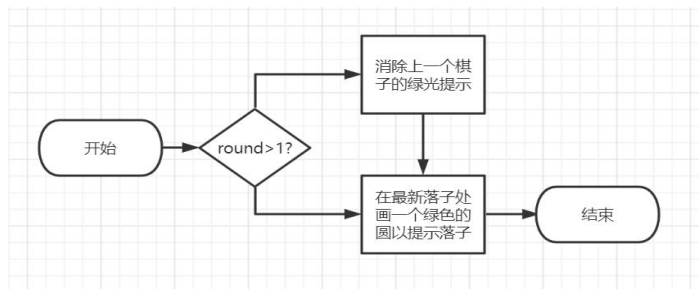 开始
round>1?
消除上一个棋
子的绿光提示
在最新落子处
画一个绿色的
圆以提示落子
结束